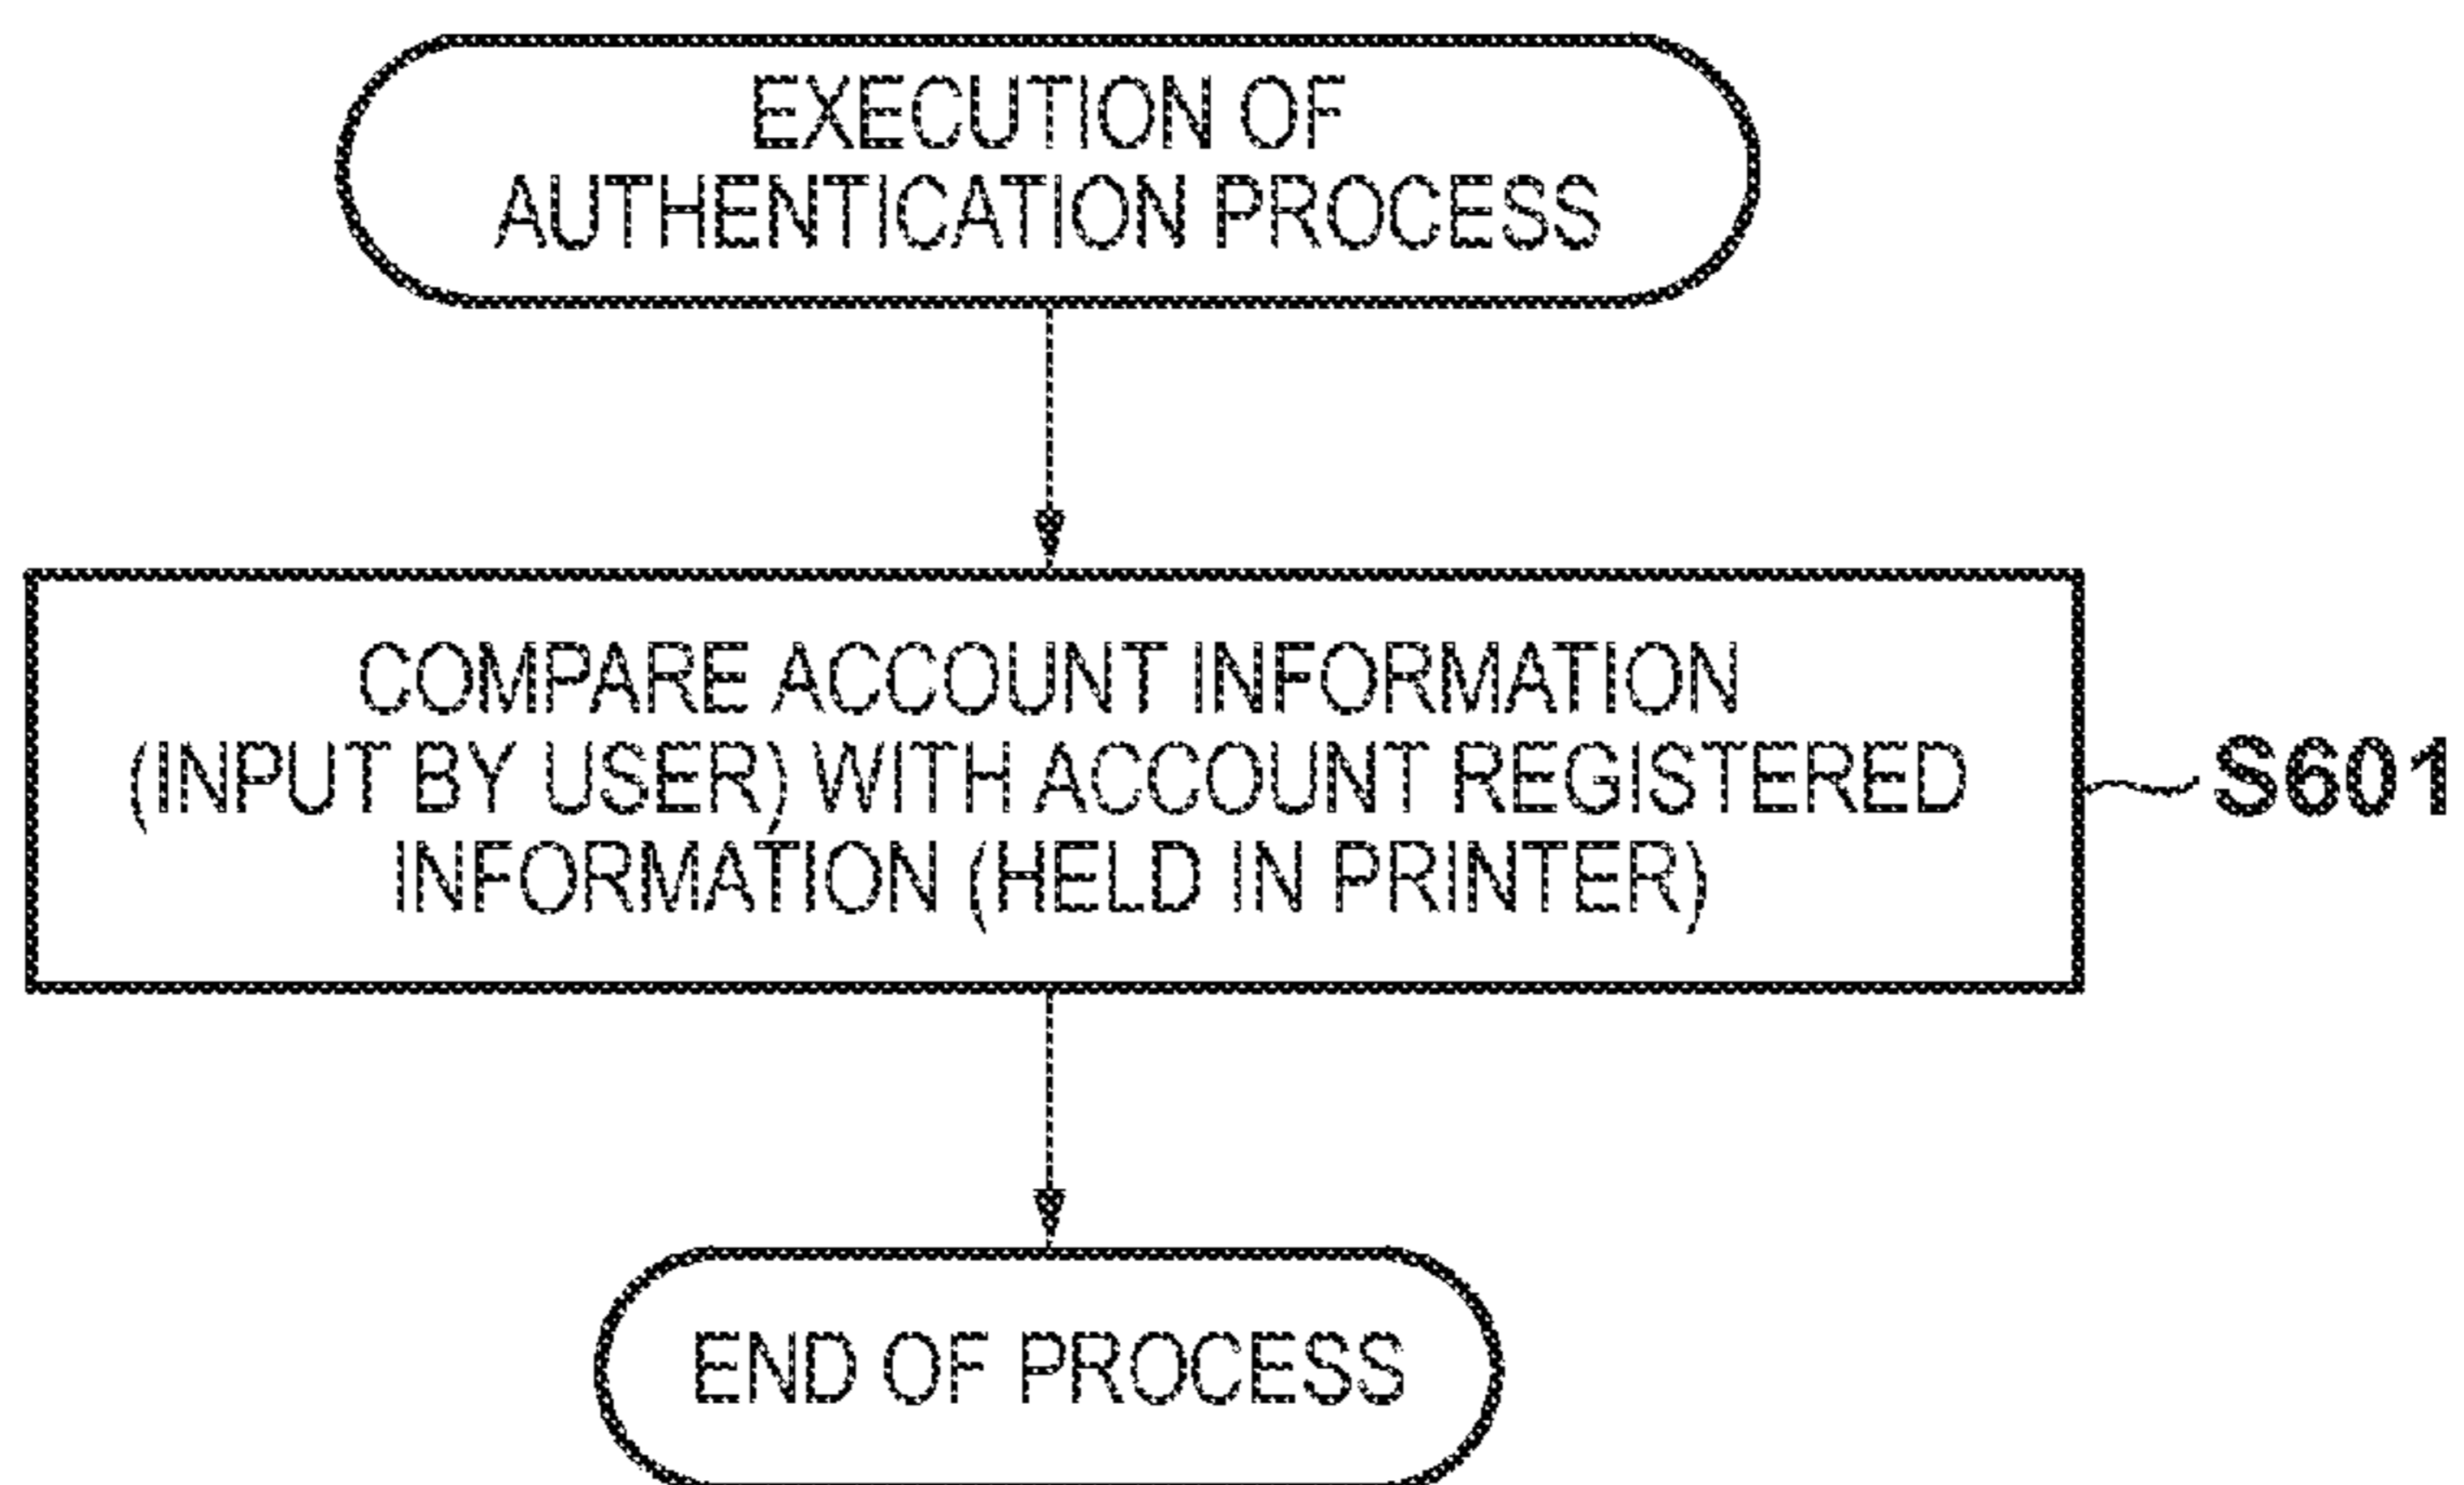 EXECUTION OF
AUTHENTICATION PROCESS
COMPARE ACCOUNT INFORMATION
(INPUT BY USER) WITH ACCOUNT REGISTERED
INFORMATION (HELD IN PRINTER)
S601
END OF PROCESS